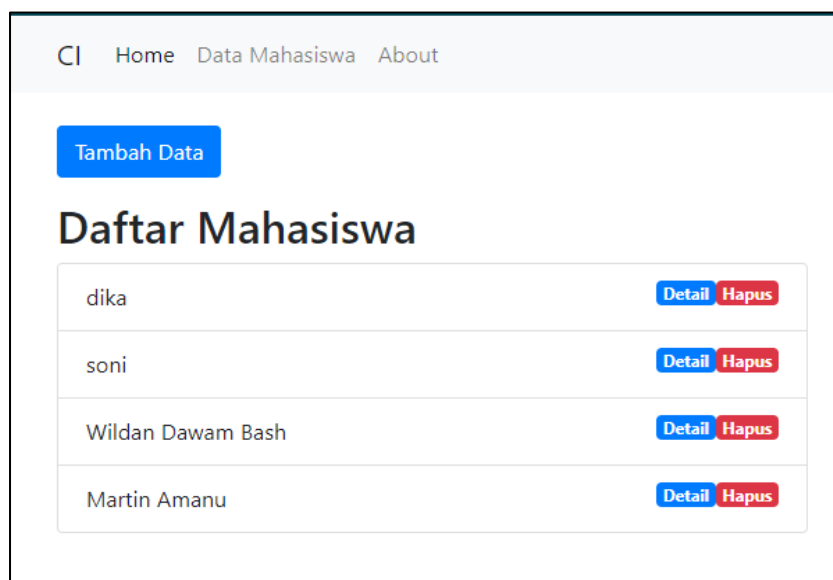 CI Home Data Mahasiswa About
Tambah Data
Daftar Mahasiswa
dika Detail Hapus
soni Detail Hapus
Wildan Dawam Bash Detail Hapus
Martin Amanu Detail Hapus